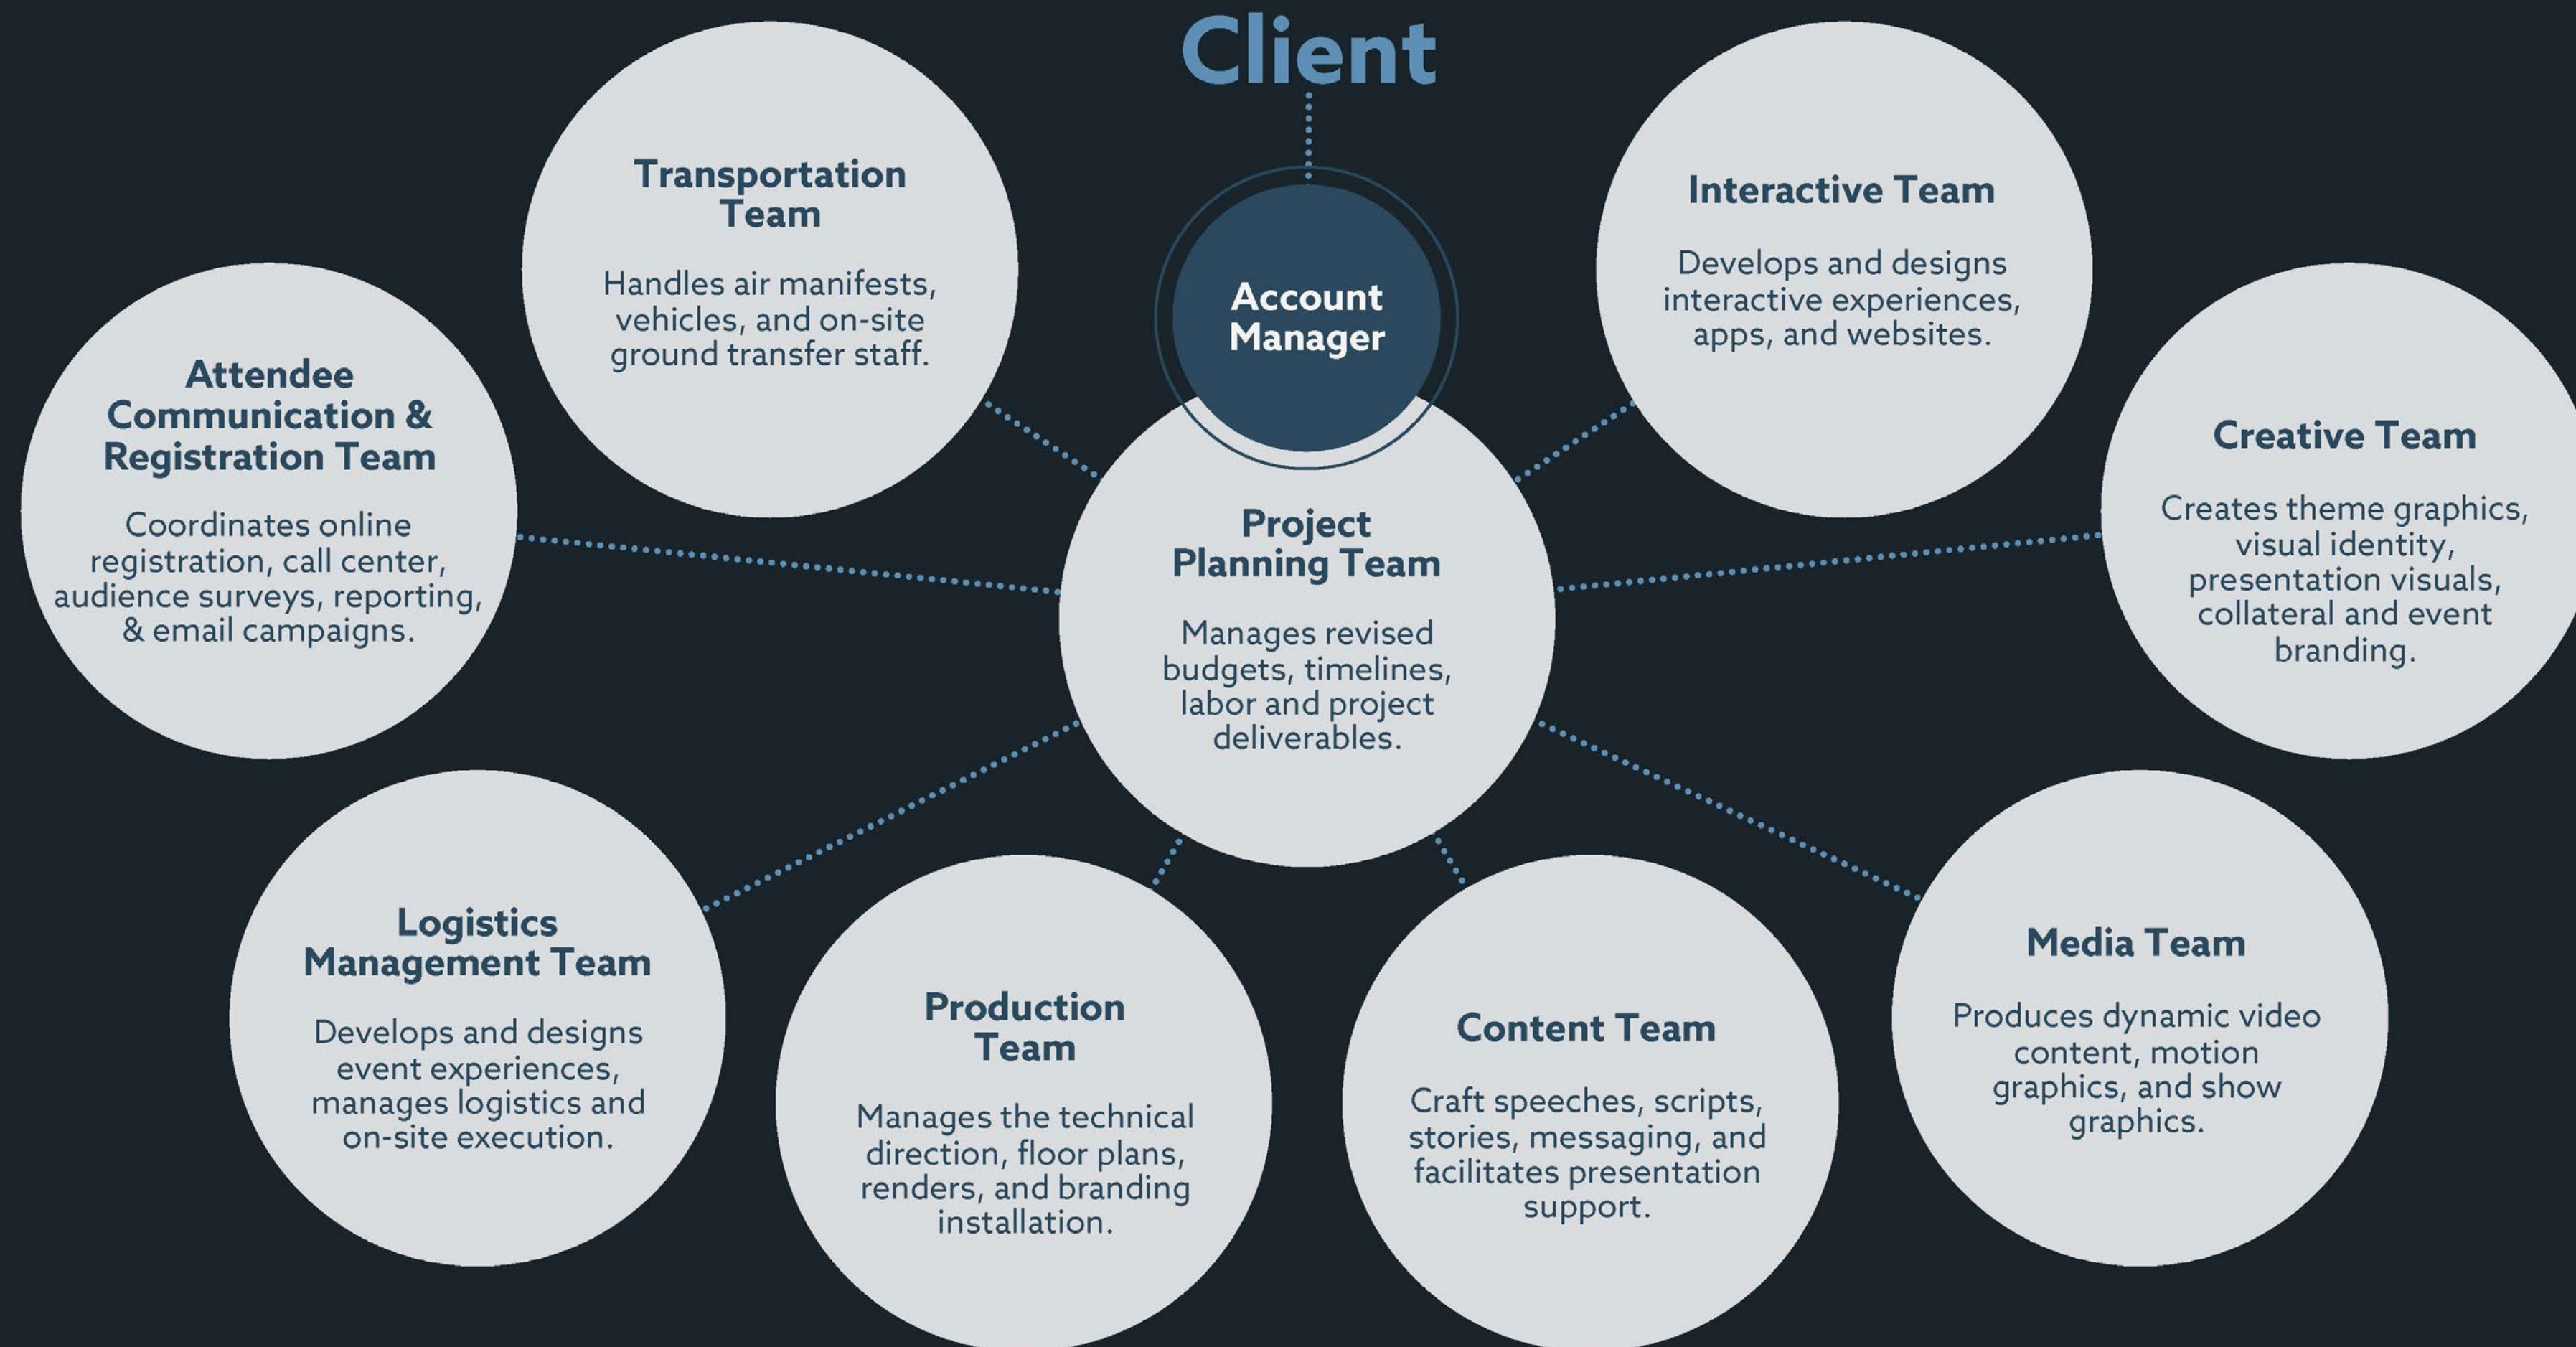 Client
Account
Manager
Project
Planning Team
Manages revised
budgets, timelines,
labor and project
deliverables.
Transportation
Team
Handles air manifests,
vehicles, and on-site
ground transfer staff.
Interactive Team
Develops and designs
interactive experiences,
apps, and websites.
Attendee
Communication &
Registration Team
Coordinates online
registration, call center,
audience surveys, reporting,
& email campaigns.
Creative Team
Creates theme graphics,
visual identity,
presentation visuals,
collateral and event
branding.
Logistics
Management Team
Develops and designs
event experiences,
manages logistics and
on-site execution.
Production
Team
Manages the technical
direction, floor plans,
renders, and branding
installation.
Content Team
Craft speeches, scripts,
stories, messaging, and
facilitates presentation
support.
Media Team
Produces dynamic video
content, motion
graphics, and show
graphics.